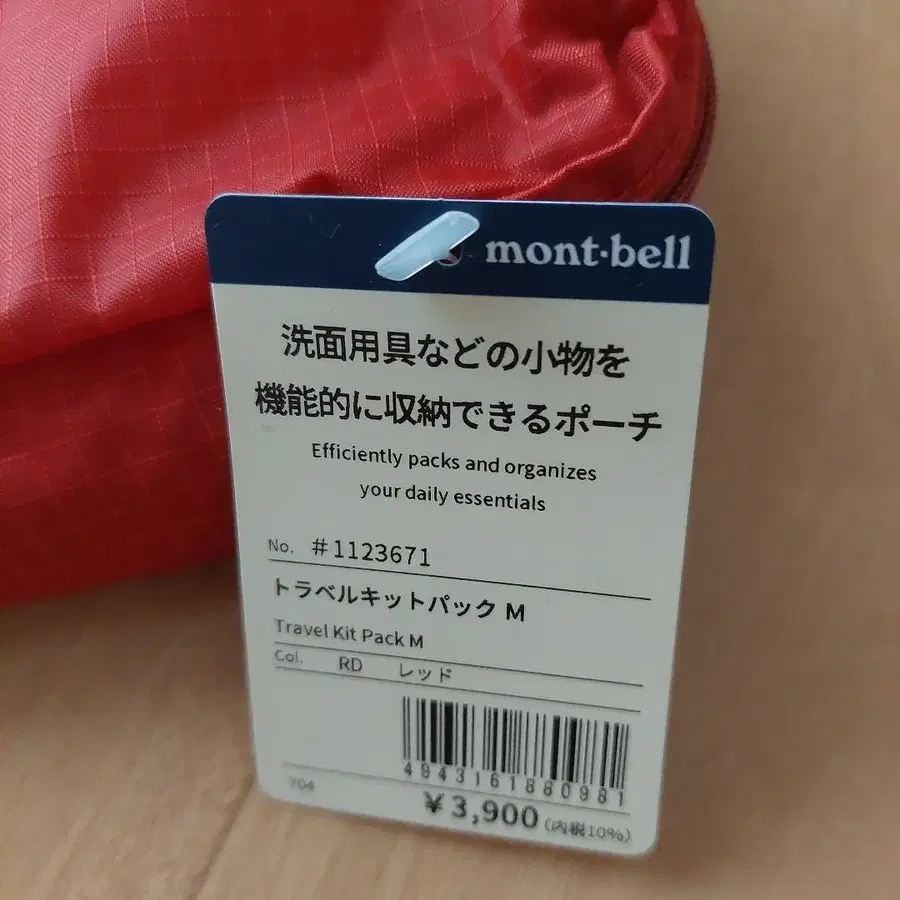 mont·bell
洗面用具などの小物を
機能的に収納できるポーチ
Efficiently packs and organizes
your daily essentials
No. #1123671
トラベルキットパック M
Travel Kit Pack M
Col. RD レッド
4943161880981
704
¥3,900 (内税10%)